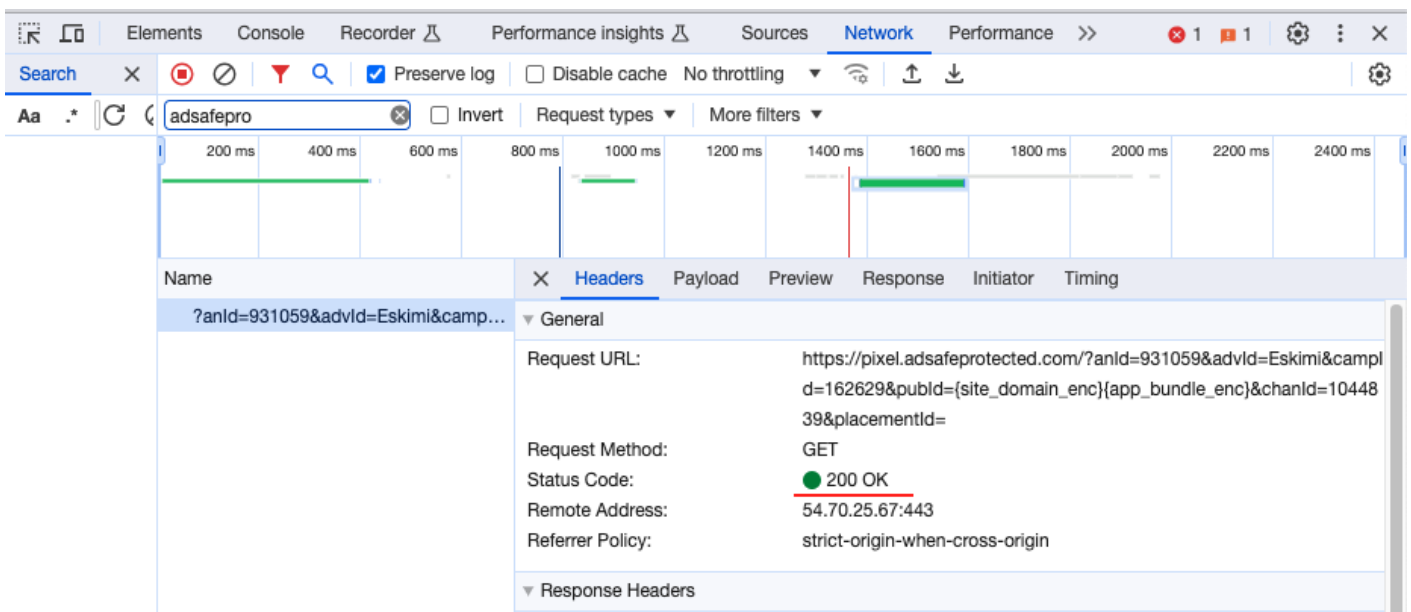 Elements Console Recorder Performance insights Sources Network Performance 1 1
Search Preserve log Disable cache No throttling
Aa .* adsafepro Invert Request types More filters
200 ms 400 ms 600 ms 800 ms 1000 ms 1200 ms 1400 ms 1600 ms 1800 ms 2000 ms 2200 ms 2400 ms
Name Headers Payload Preview Response Initiator Timing
?anId=931059&advId=Eskimi&camp... General
Request URL: https://pixel.adsafeprotected.com/?anId=931059&advId=Eskimi&campI
d=162629&pubId={site_domain_enc}{app_bundle_enc}&chanId=10448
39&placementId=
Request Method: GET
Status Code: 200 OK
Remote Address: 54.70.25.67:443
Referrer Policy: strict-origin-when-cross-origin
Response Headers